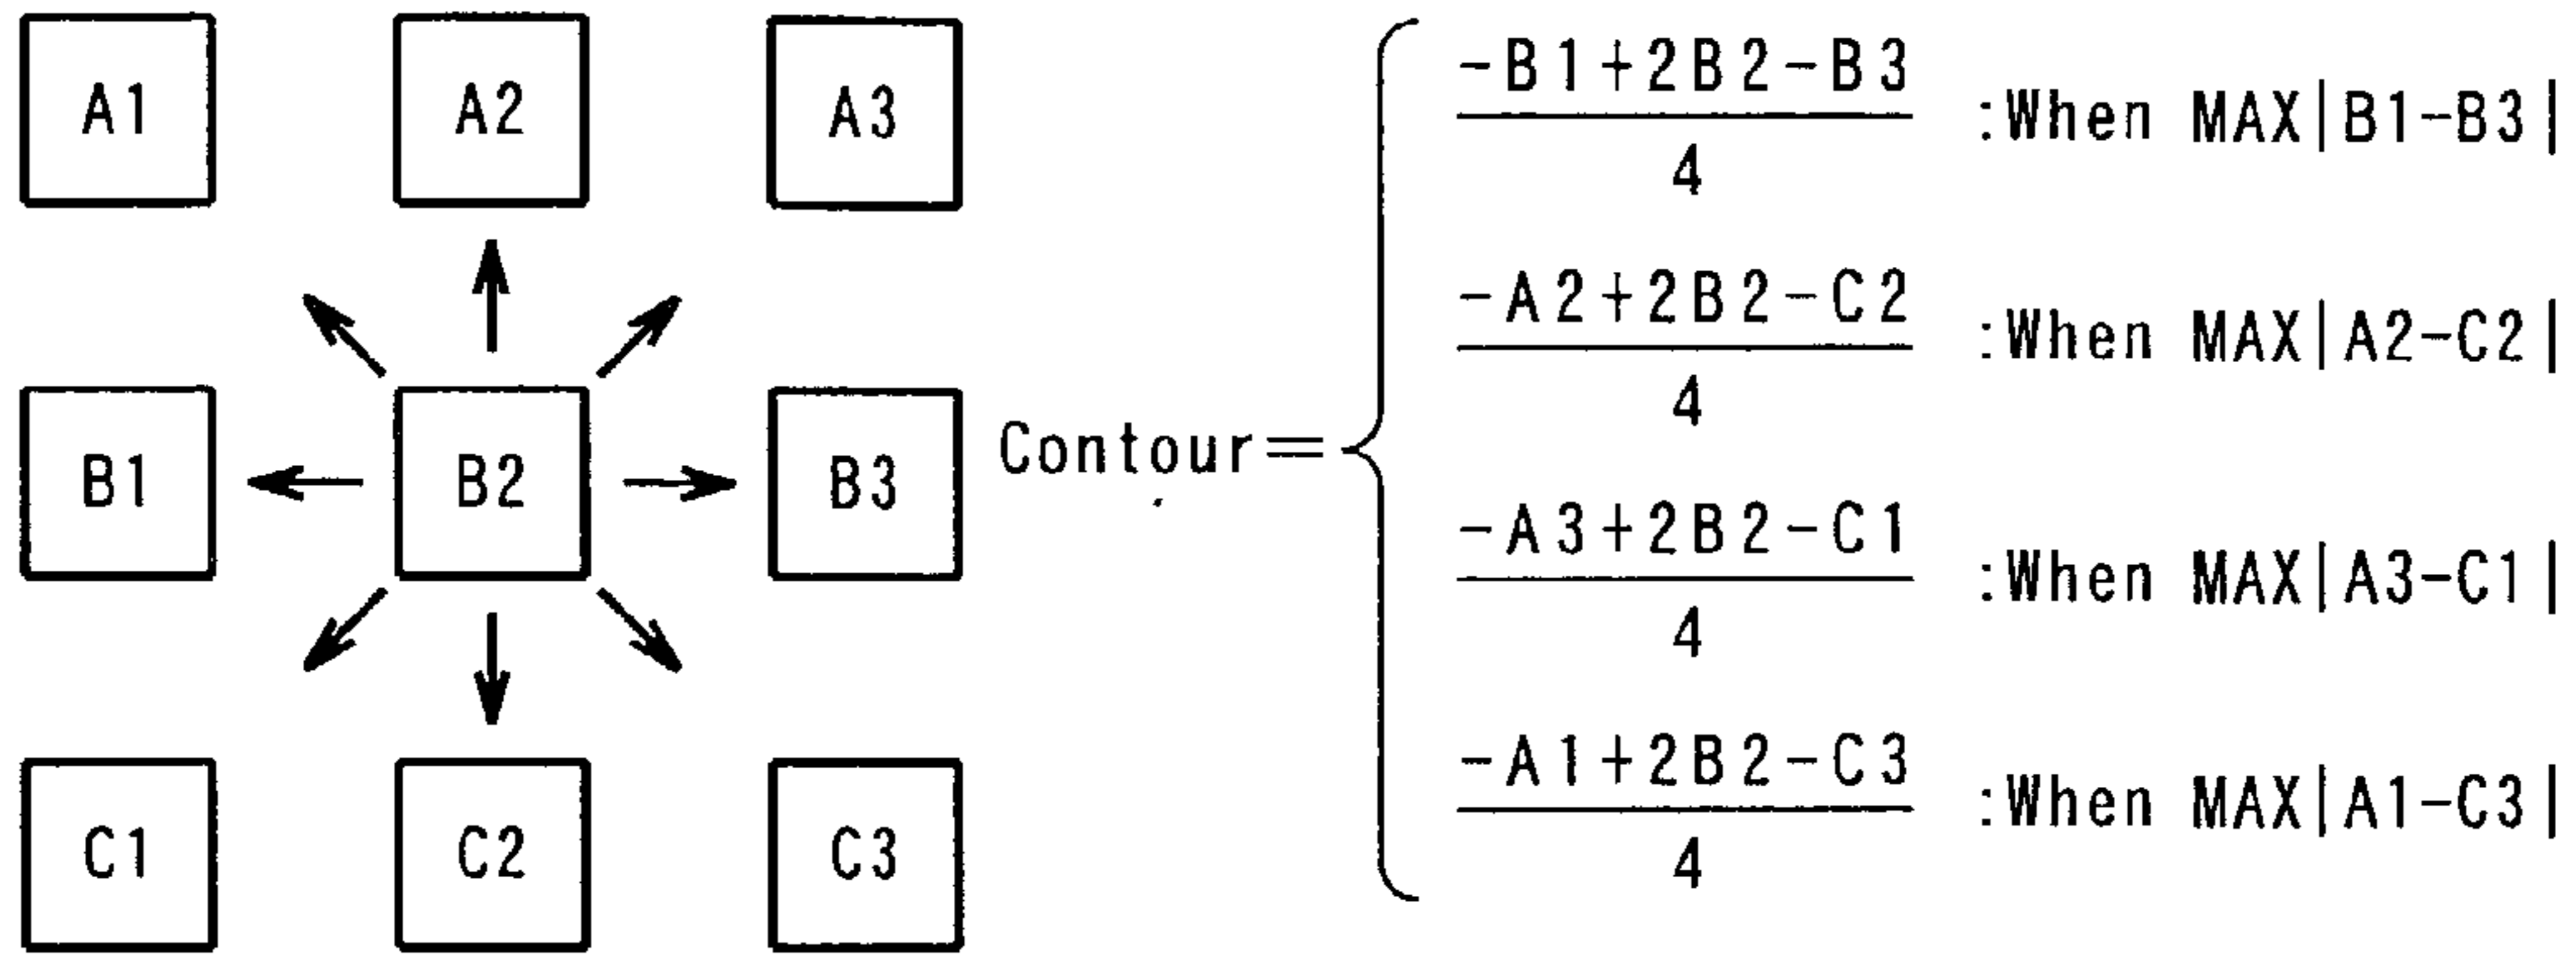 A1 A2 A3
B1 B2 B3
C1 C2 C3
Contour=
-B1+2B2-B3
4
:When MAX|B1-B3|
-A2+2B2-C2
4
:When MAX|A2-C2|
-A3+2B2-C1
4
:When MAX|A3-C1|
-A1+2B2-C3
4
:When MAX|A1-C3|